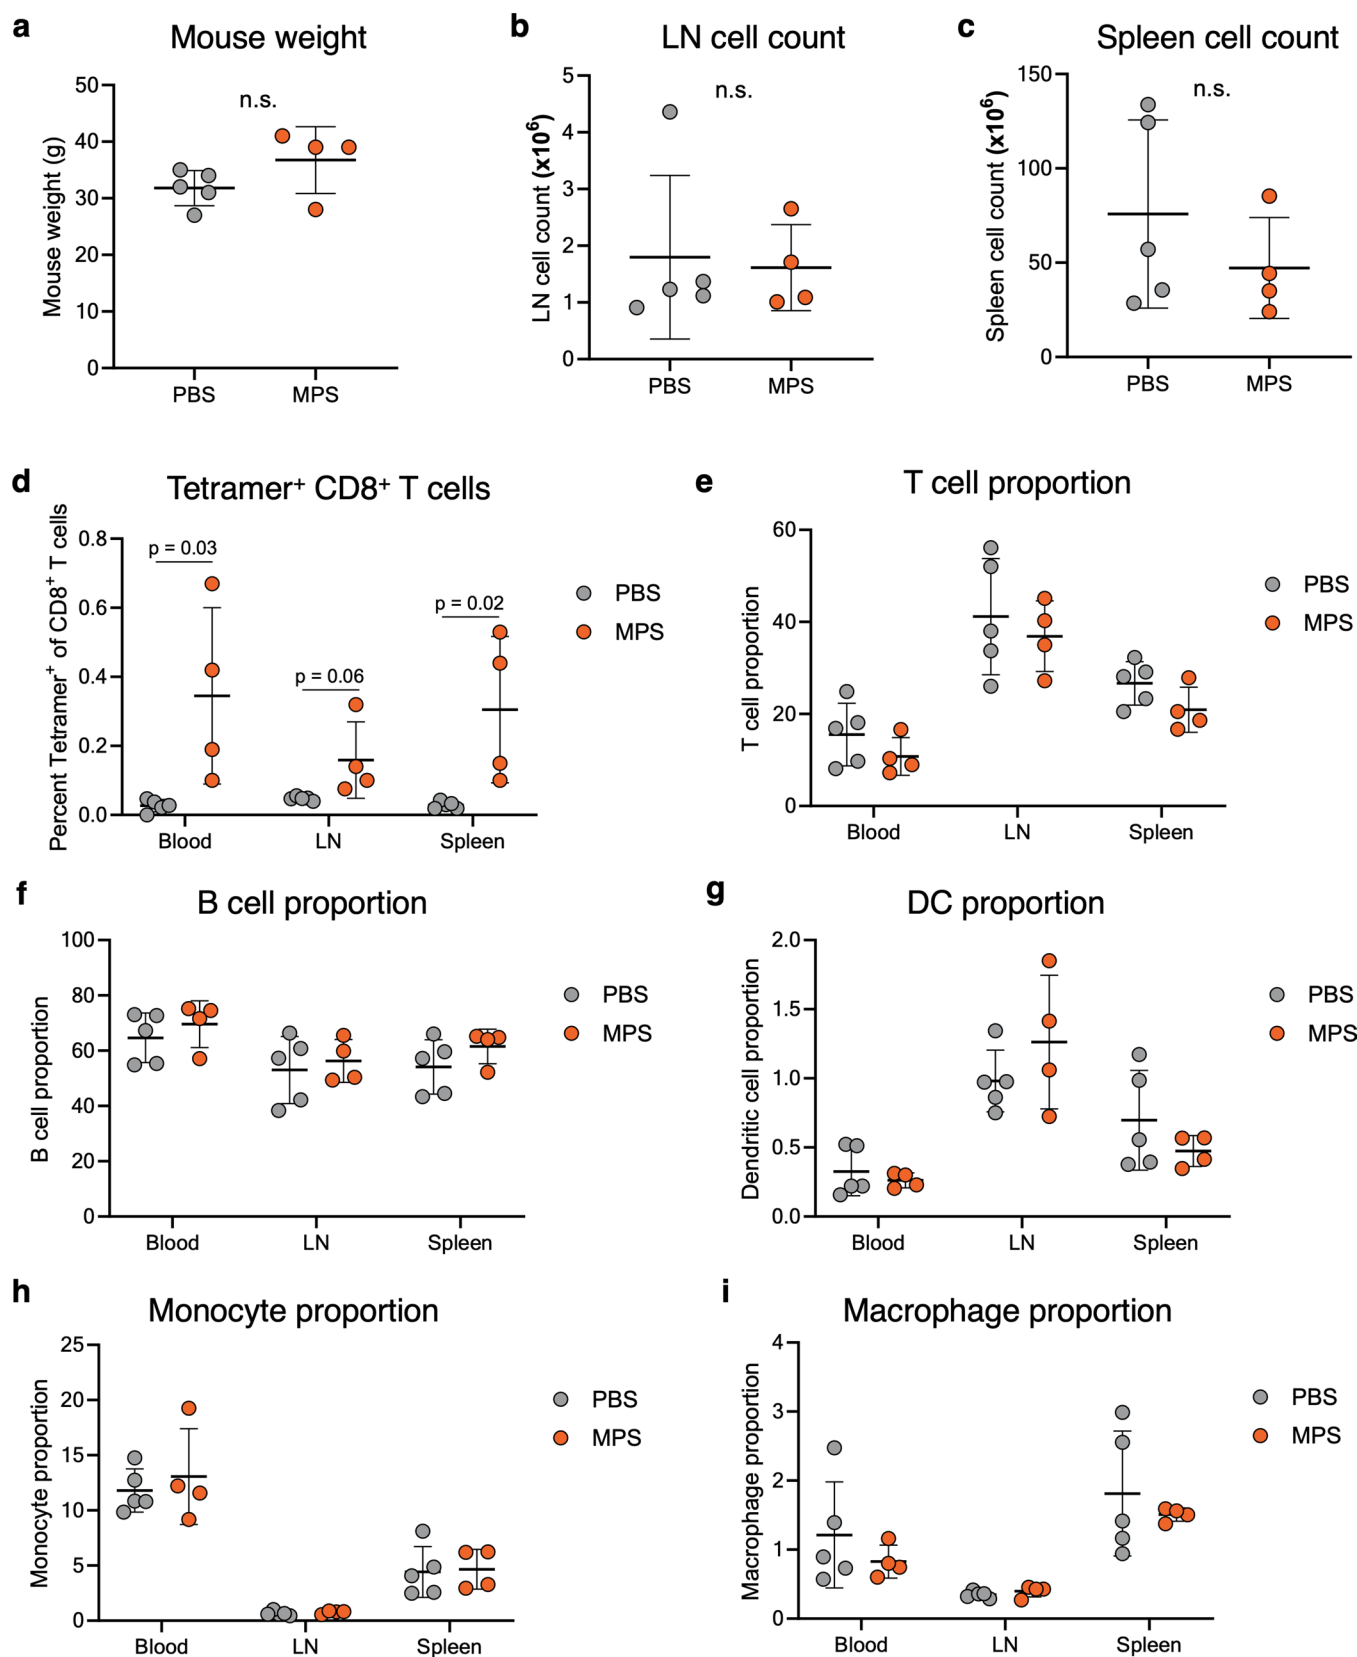 a
Mouse weight
50
40
30
20
10
0
Mouse weight (g)
n.s.
PBS
MPS
b
LN cell count
5
4
3
2
1
0
LN cell count (x10⁶)
n.s.
PBS
MPS
c
Spleen cell count
150
100
50
0
Spleen cell count (x10⁶)
n.s.
PBS
MPS
d
Tetramer⁺ CD8⁺ T cells
0.8
0.6
0.4
0.2
0.0
Percent Tetramer⁺ of CD8⁺ T cells
p = 0.03
p = 0.06
p = 0.02
Blood
LN
Spleen
PBS
MPS
e
T cell proportion
60
40
20
0
T cell proportion
Blood
LN
Spleen
PBS
MPS
f
B cell proportion
100
80
60
40
20
0
B cell proportion
Blood
LN
Spleen
PBS
MPS
g
DC proportion
2.0
1.5
1.0
0.5
0.0
Dendritic cell proportion
Blood
LN
Spleen
PBS
MPS
h
Monocyte proportion
25
20
15
10
5
0
Monocyte proportion
Blood
LN
Spleen
PBS
MPS
i
Macrophage proportion
4
3
2
1
0
Macrophage proportion
Blood
LN
Spleen
PBS
MPS